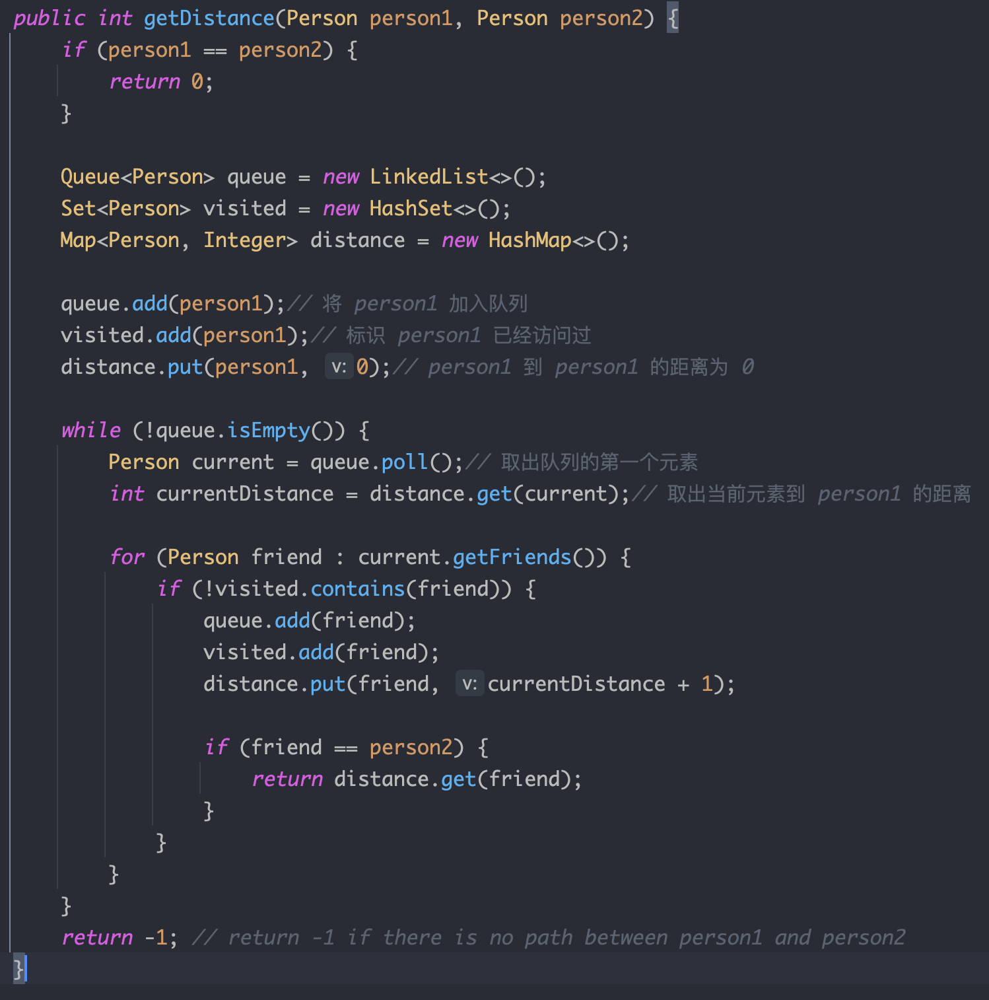 public int getDistance(Person person1, Person person2) {
    if (person1 == person2) {
        return 0;
    }

    Queue<Person> queue = new LinkedList<>();
    Set<Person> visited = new HashSet<>();
    Map<Person, Integer> distance = new HashMap<>();

    queue.add(person1);// 将 person1 加入队列
    visited.add(person1);// 标识 person1 已经访问过
    distance.put(person1, v: 0);// person1 到 person1 的距离为 0

    while (!queue.isEmpty()) {
        Person current = queue.poll();// 取出队列的第一个元素
        int currentDistance = distance.get(current);// 取出当前元素到 person1 的距离

        for (Person friend : current.getFriends()) {
            if (!visited.contains(friend)) {
                queue.add(friend);
                visited.add(friend);
                distance.put(friend, v: currentDistance + 1);

                if (friend == person2) {
                    return distance.get(friend);
                }
            }
        }
    }
    return -1; // return -1 if there is no path between person1 and person2
}